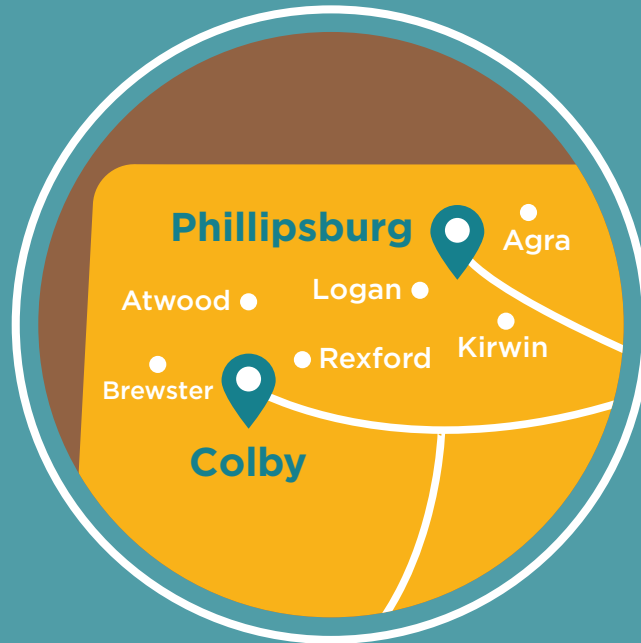 Phillipsburg
Agra
Atwood
Logan
Kirwin
Rexford
Brewster
Colby